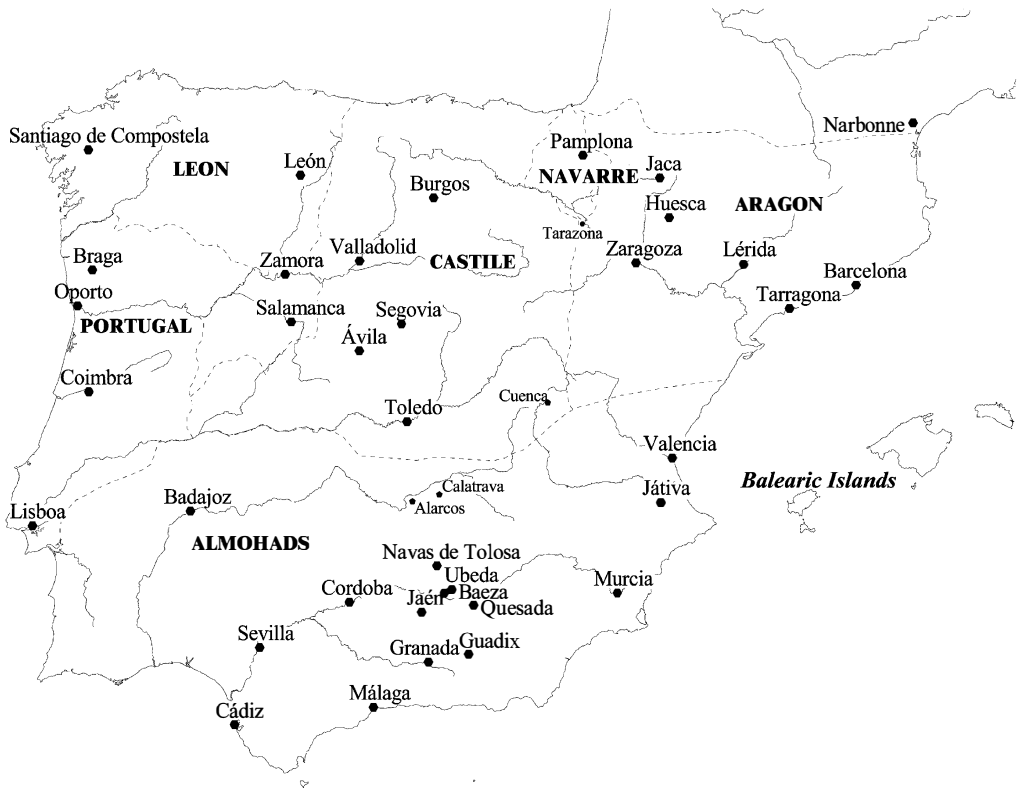 Narbonne
Santiago de Compostela
Pamplona
León
Jaca
LEON
NAVARRE
Burgos
Huesca
ARAGON
Tarazona
Valladolid
Zaragoza
Lérida
Braga
Zamora
CASTILE
Barcelona
Oporto
Tarragona
Salamanca
Segovia
PORTUGAL
Ávila
Coimbra
Cuenca
Toledo
Valencia
Balearic Islands
Calatrava
Játiva
Badajoz
Alarcos
Lisboa
ALMOHADS
Navas de Tolosa
Ubeda
Murcia
Cordoba
Baeza
Jaén
Quesada
Sevilla
Guadix
Granada
Málaga
Cádiz